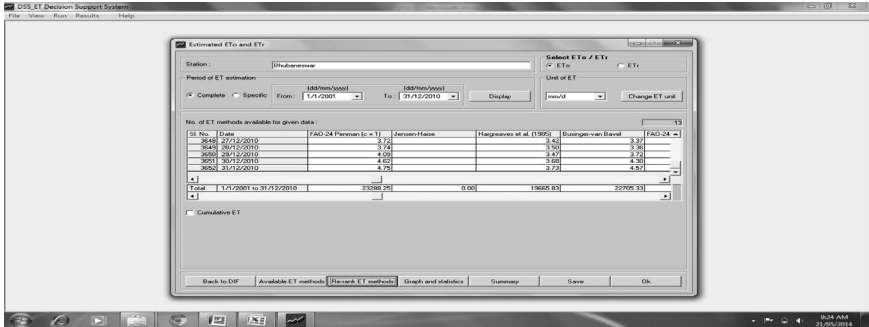 DSS_ET Decision Support System
File View Run Results Help
Estimated ETo and ETr
Station :
Bhubaneswar
Select ETo / ETr
ETo
ETr
Period of ET estimation
Complete
Specific
From :
(dd/mm/yyyy)
1/1/2001
To :
(dd/mm/yyyy)
31/12/2010
Display
Unit of ET
mm/d
Change ET unit
No. of ET methods available for given data :
13
Sl. No. Date FAO-24 Penman (c = 1) Jensen-Haise Hargreaves et al. (1985) Businger-van Bavel FAO-24
3648 27/12/2010 3.72 3.42 3.37
3649 28/12/2010 3.74 3.50 3.36
3650 29/12/2010 4.09 3.47 3.72
3651 30/12/2010 4.62 3.68 4.30
3652 31/12/2010 4.75 3.73 4.57
Total 1/1/2001 to 31/12/2010 23288.25 0.00 19665.83 22705.33
Cumulative ET
Back to DIF
Available ET methods
Re-rank ET methods
Graph and statistics
Summary
Save
Ok
9:24 AM
21/05/2014